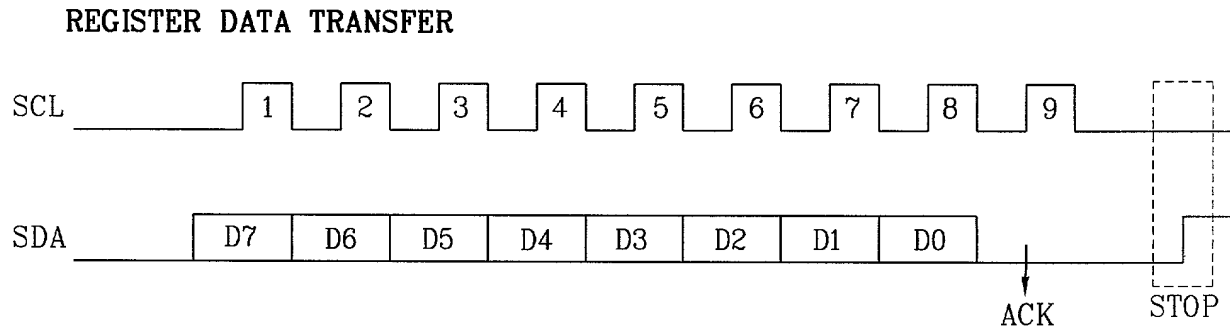 REGISTER DATA TRANSFER
SCL 1 2 3 4 5 6 7 8 9
SDA D7 D6 D5 D4 D3 D2 D1 D0
ACK STOP